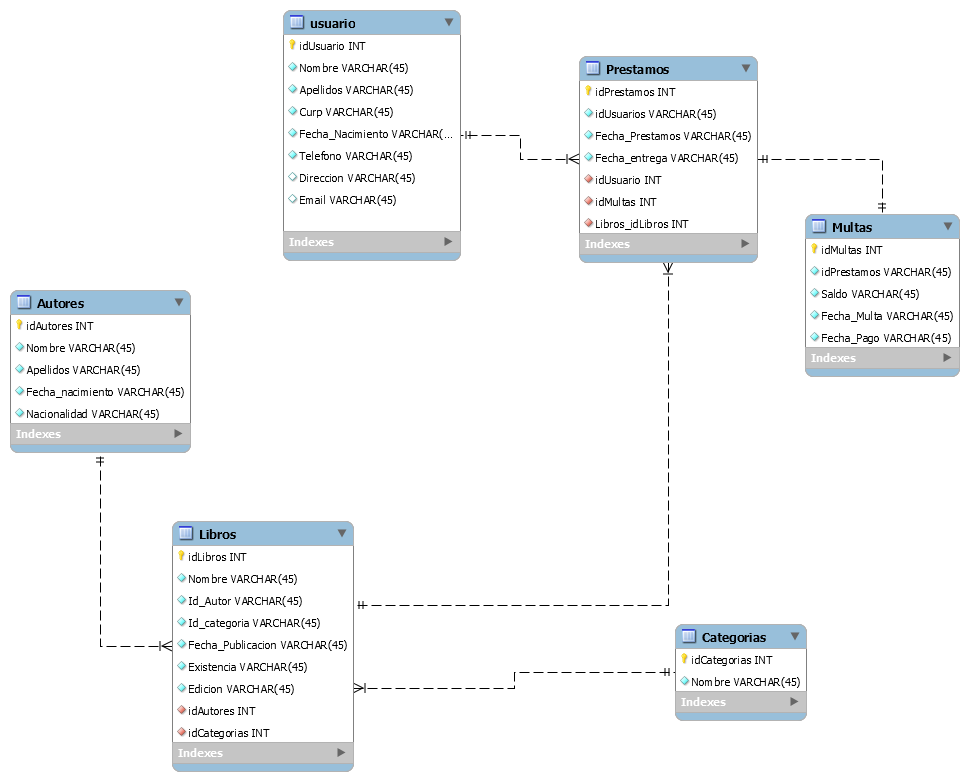 usuario
idUsuario INT
Nombre VARCHAR(45)
Apellidos VARCHAR(45)
Curp VARCHAR(45)
Fecha_Nacimiento VARCHAR(...
Telefono VARCHAR(45)
Direccion VARCHAR(45)
Email VARCHAR(45)
Indexes
Prestamos
idPrestamos INT
idUsuarios VARCHAR(45)
Fecha_Prestamos VARCHAR(45)
Fecha_entrega VARCHAR(45)
idUsuario INT
idMultas INT
Libros_idLibros INT
Indexes
Multas
idMultas INT
idPrestamos VARCHAR(45)
Saldo VARCHAR(45)
Fecha_Multa VARCHAR(45)
Fecha_Pago VARCHAR(45)
Indexes
Autores
idAutores INT
Nombre VARCHAR(45)
Apellidos VARCHAR(45)
Fecha_nacimiento VARCHAR(45)
Nacionalidad VARCHAR(45)
Indexes
Libros
idLibros INT
Nombre VARCHAR(45)
Id_Autor VARCHAR(45)
Id_categoria VARCHAR(45)
Fecha_Publicacion VARCHAR(45)
Existencia VARCHAR(45)
Edicion VARCHAR(45)
idAutores INT
idCategorias INT
Indexes
Categorias
idCategorias INT
Nombre VARCHAR(45)
Indexes